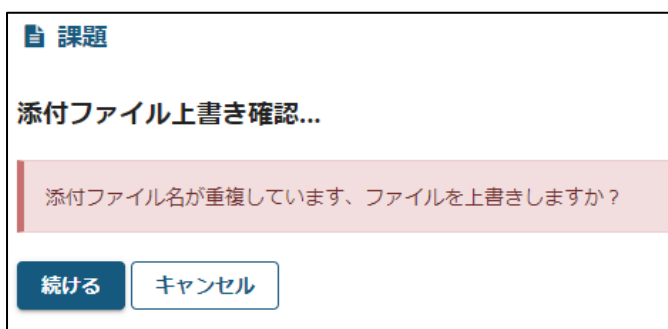 課題
添付ファイル上書き確認...
添付ファイル名が重複しています、ファイルを上書きしますか？
続ける
キャンセル